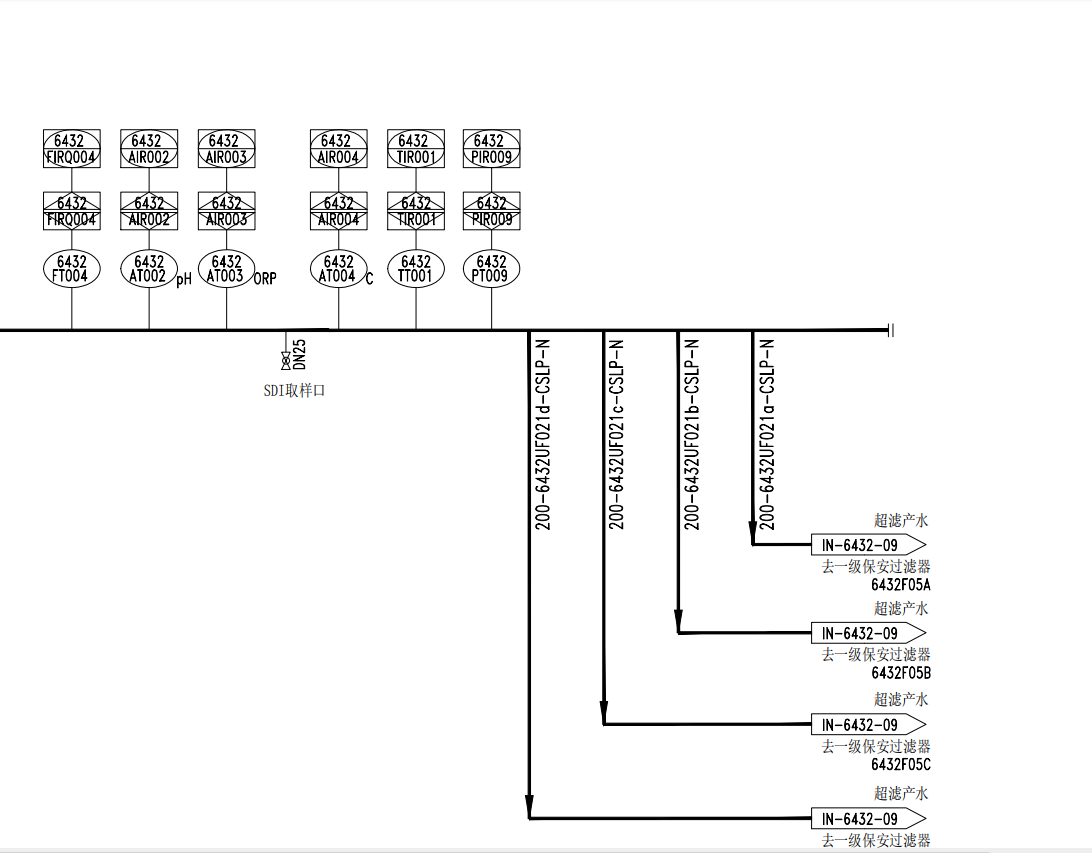 6432
FIRQ004
6432
AIR002
6432
AIR003
6432
AIR004
6432
TIR001
6432
PIR009
6432
FIRQ004
6432
AIR002
6432
AIR003
6432
AIR004
6432
TIR001
6432
PIR009
6432
FT004
6432
AT002
pH
6432
AT003
ORP
6432
AT004
C
6432
TT001
6432
PT009
DN25
SDI取样口
200-6432UF021d-CSLP-N
200-6432UF021c-CSLP-N
200-6432UF021b-CSLP-N
200-6432UF021a-CSLP-N
超滤产水
IN-6432-09
去一级保安过滤器
6432F05A
超滤产水
IN-6432-09
去一级保安过滤器
6432F05B
超滤产水
IN-6432-09
去一级保安过滤器
6432F05C
超滤产水
IN-6432-09
去一级保安过滤器